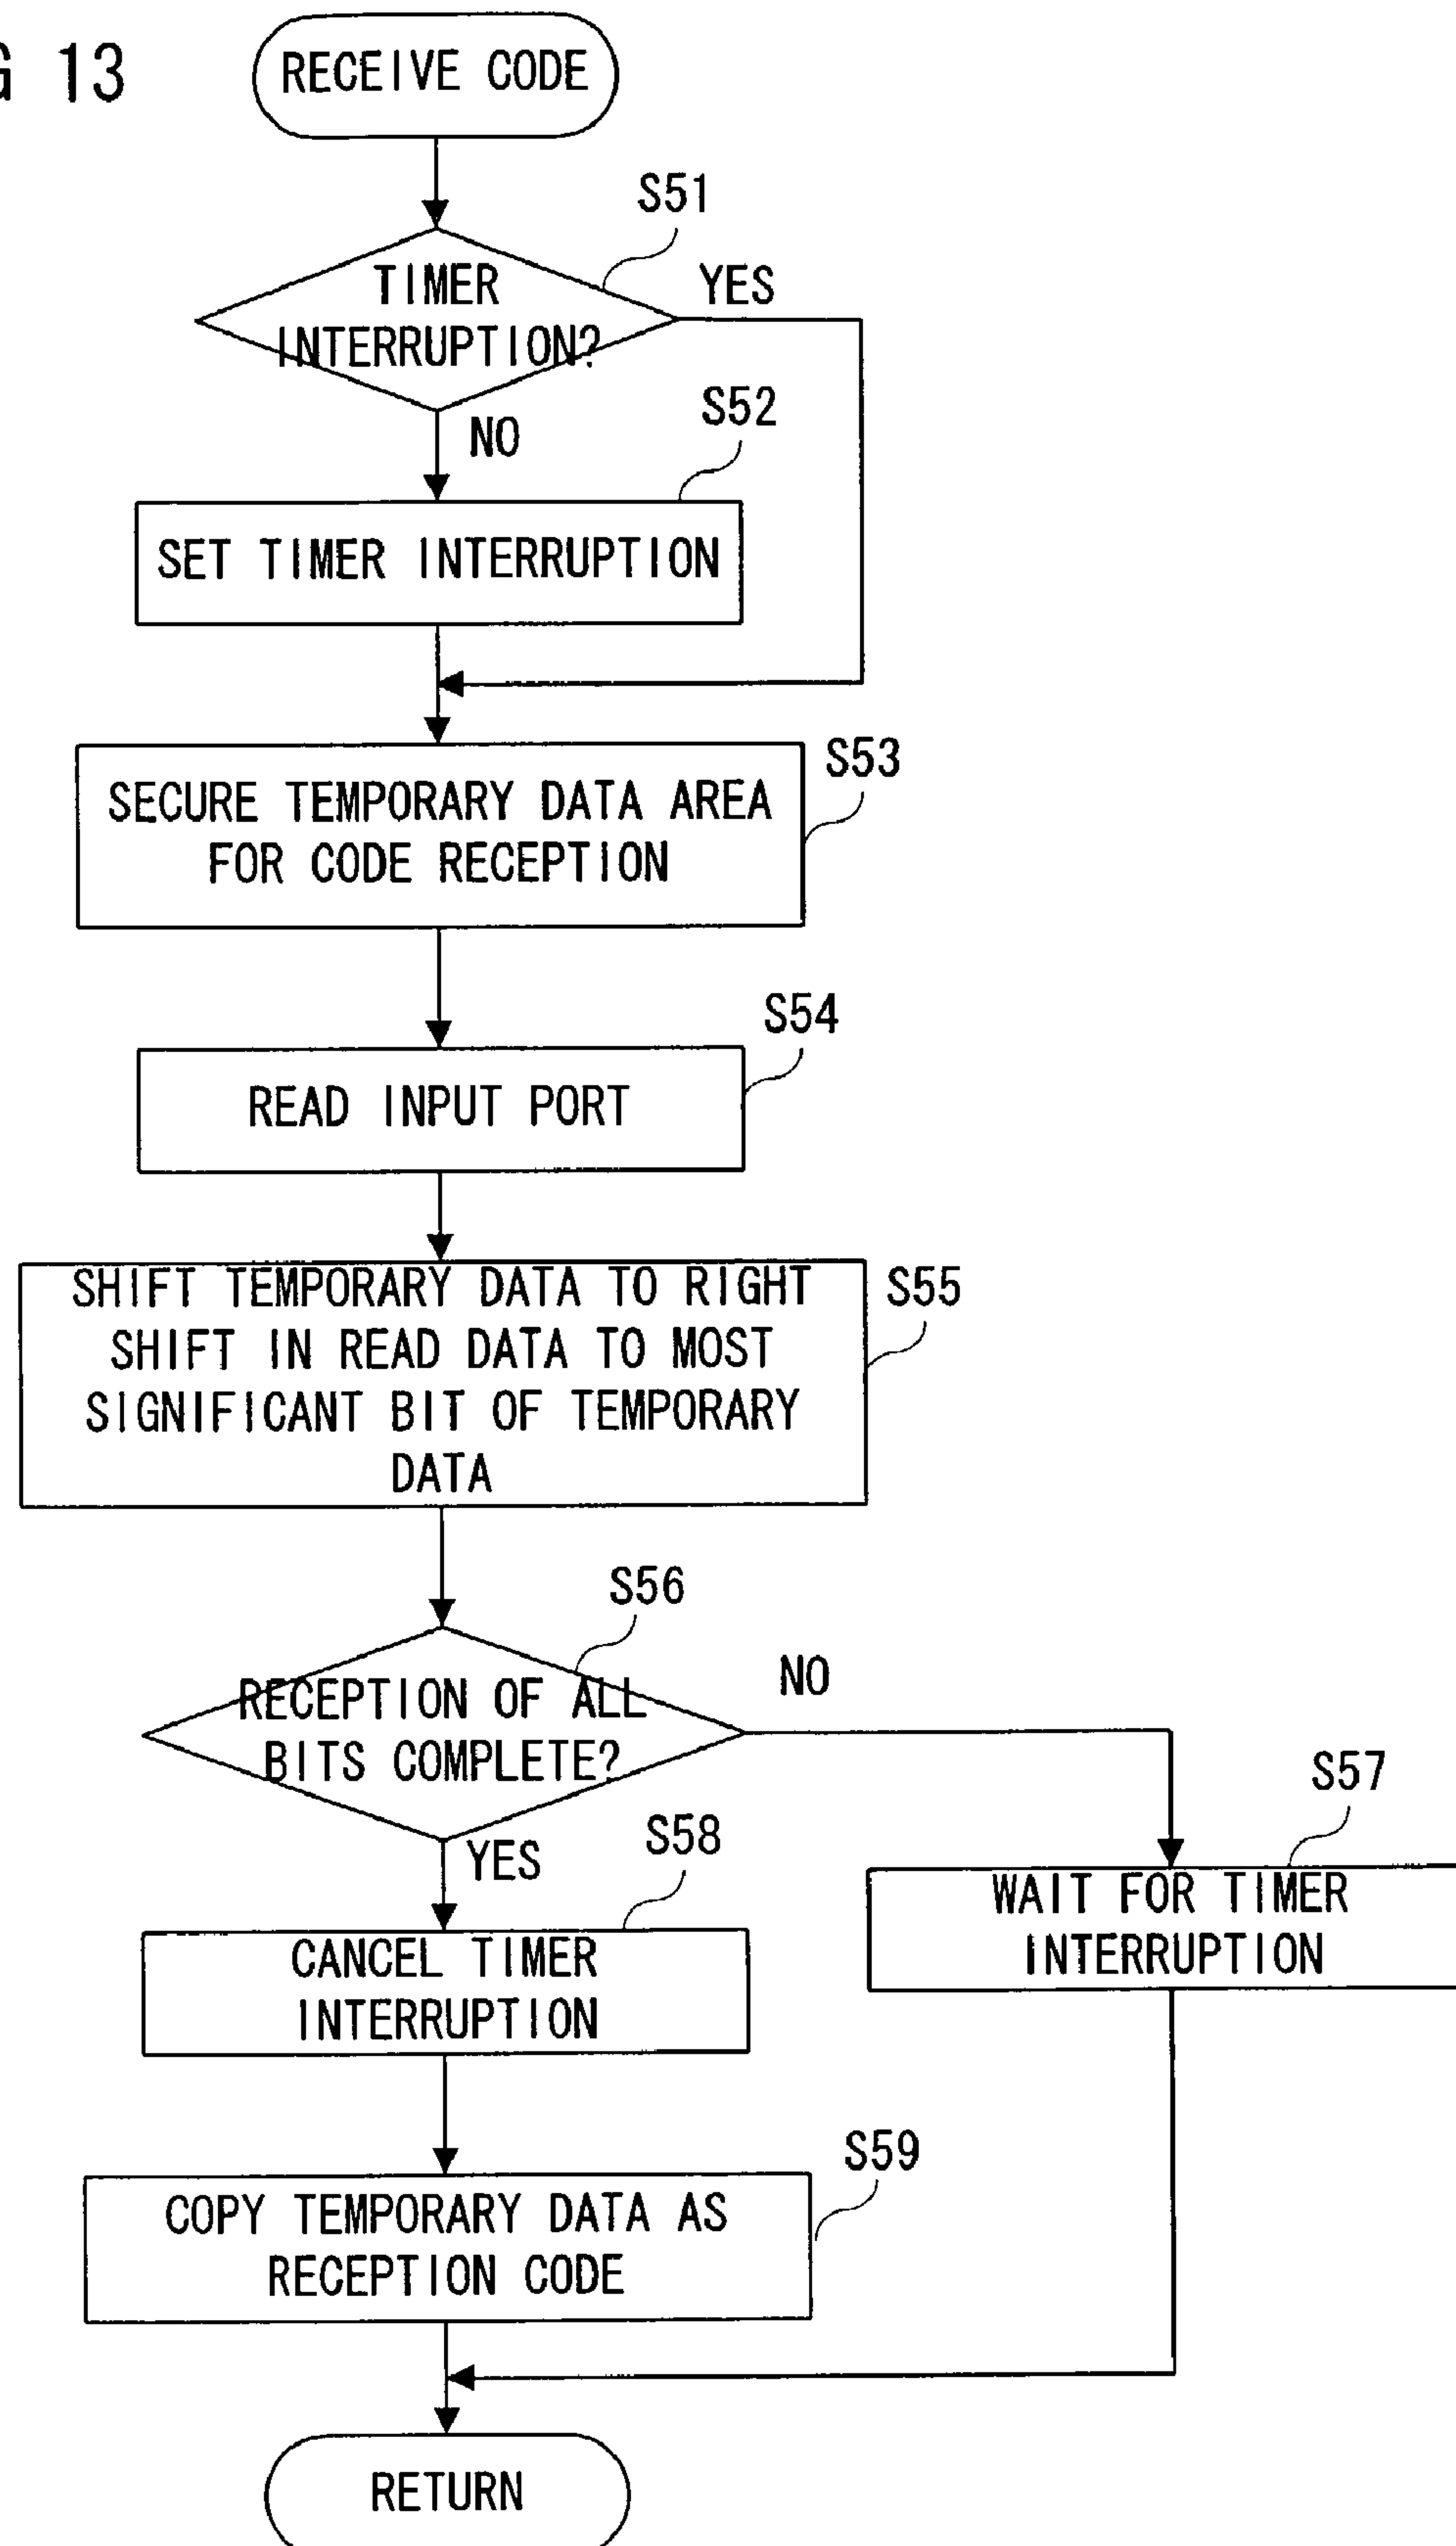 G 13
RECEIVE CODE
S51
TIMER
INTERRUPTION?
YES
NO
S52
SET TIMER INTERRUPTION
S53
SECURE TEMPORARY DATA AREA
FOR CODE RECEPTION
S54
READ INPUT PORT
S55
SHIFT TEMPORARY DATA TO RIGHT
SHIFT IN READ DATA TO MOST
SIGNIFICANT BIT OF TEMPORARY
DATA
S56
RECEPTION OF ALL
BITS COMPLETE?
NO
YES
S57
WAIT FOR TIMER
INTERRUPTION
S58
CANCEL TIMER
INTERRUPTION
S59
COPY TEMPORARY DATA AS
RECEPTION CODE
RETURN